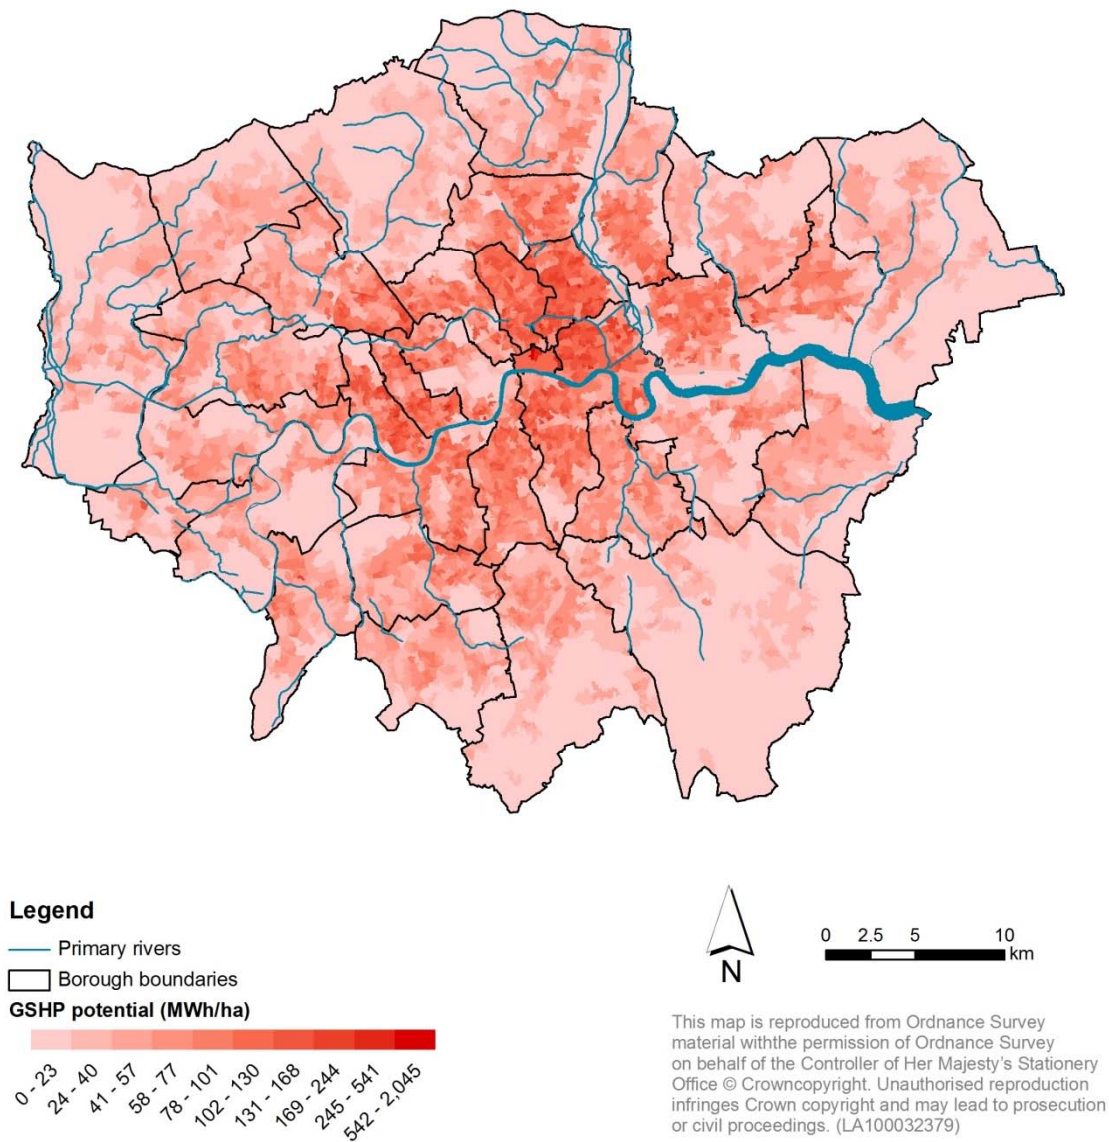 Legend
Primary rivers
Borough boundaries
GSHP potential (MWh/ha)
0 - 23
24 - 40
41 - 57
58 - 77
78 - 101
102 - 130
131 - 168
169 - 244
245 - 541
542 - 2,045
N
0 2.5 5 10
km
This map is reproduced from Ordnance Survey
material withthe permission of Ordnance Survey
on behalf of the Controller of Her Majesty's Stationery
Office © Crowncopyright. Unauthorised reproduction
infringes Crown copyright and may lead to prosecution
or civil proceedings. (LA100032379)